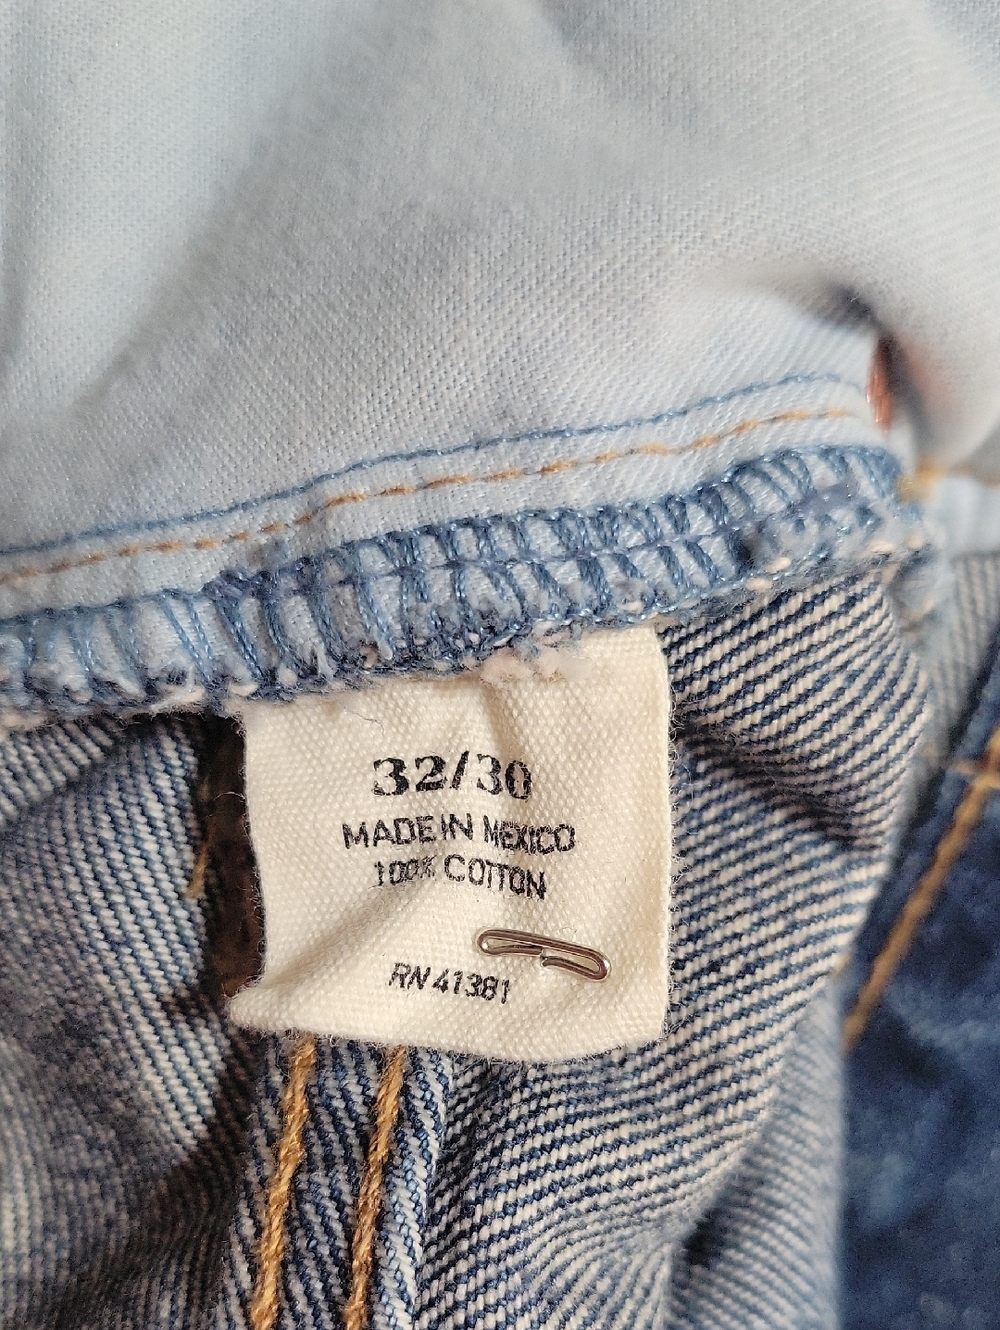 32/30
MADE IN MEXICO
100% COTTON
RN 41381